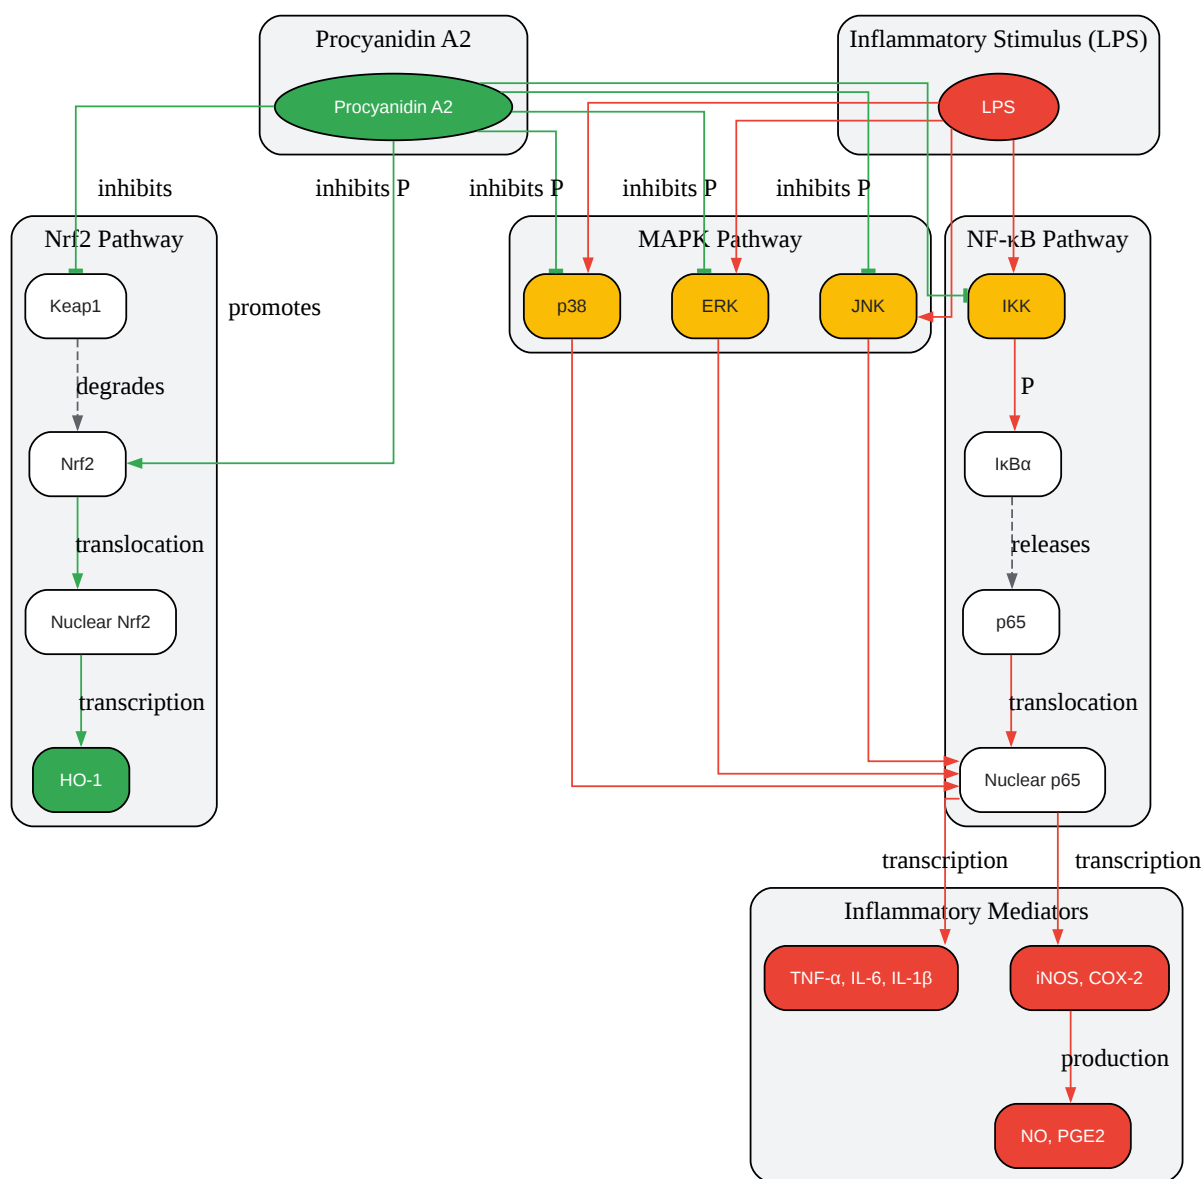 Procyanidin A2
Inflammatory Stimulus (LPS)
Procyanidin A2
LPS
inhibits
inhibits P
inhibits P
inhibits P
inhibits P
Nrf2 Pathway
MAPK Pathway
NF-κB Pathway
Keap1
promotes
p38
ERK
JNK
IKK
degrades
P
Nrf2
IκBα
translocation
releases
Nuclear Nrf2
p65
transcription
translocation
HO-1
Nuclear p65
transcription
transcription
Inflammatory Mediators
TNF-α, IL-6, IL-1β
iNOS, COX-2
production
NO, PGE2